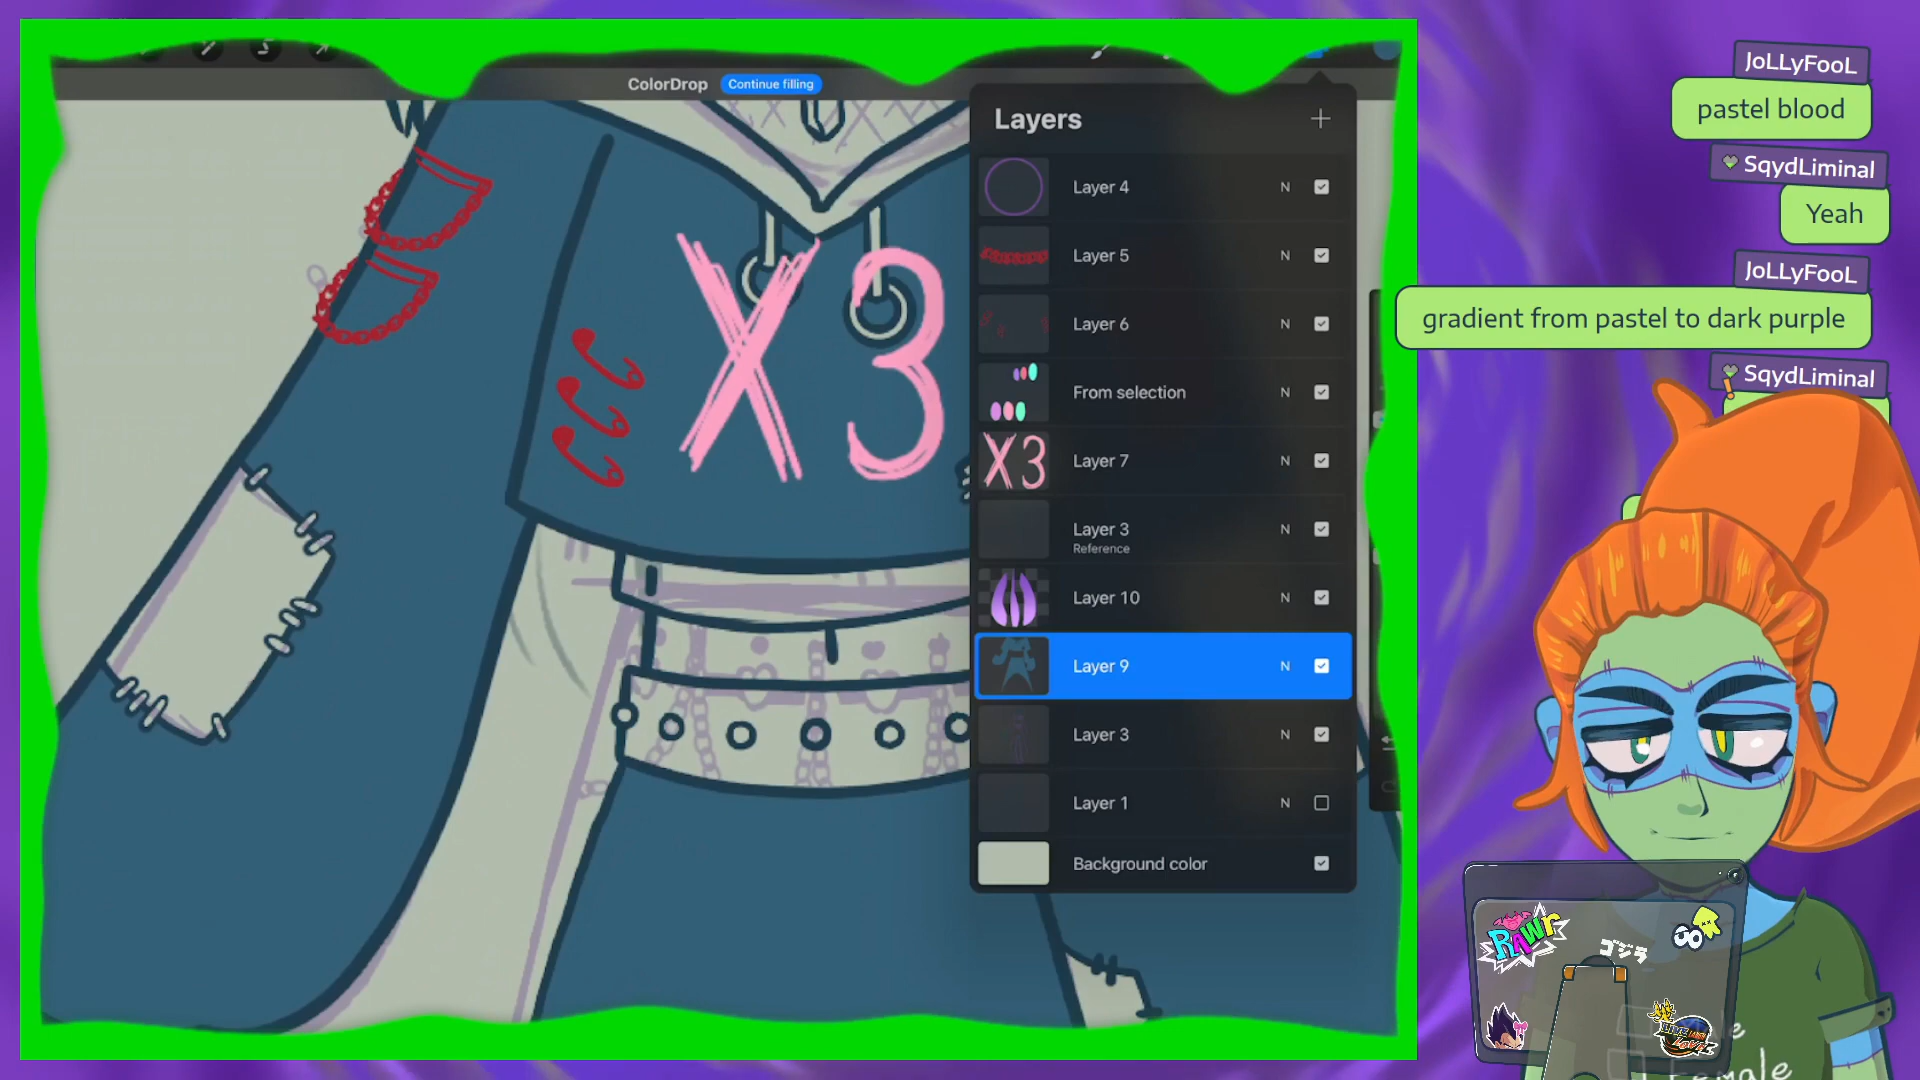 ColorDrop Continue filling
Layers
Layer 4 N
Layer 5 N
Layer 6 N
From selection N
Layer 7 N
Layer 3 N
Reference
Layer 10 N
Layer 9 N
Layer 3 N
Layer 1 N
Background color
X3
X3
JoLLyFooL
pastel blood
SqydLiminal
Yeah
JoLLyFooL
gradient from pastel to dark purple
SqydLiminal
RAWr
ゴジラ